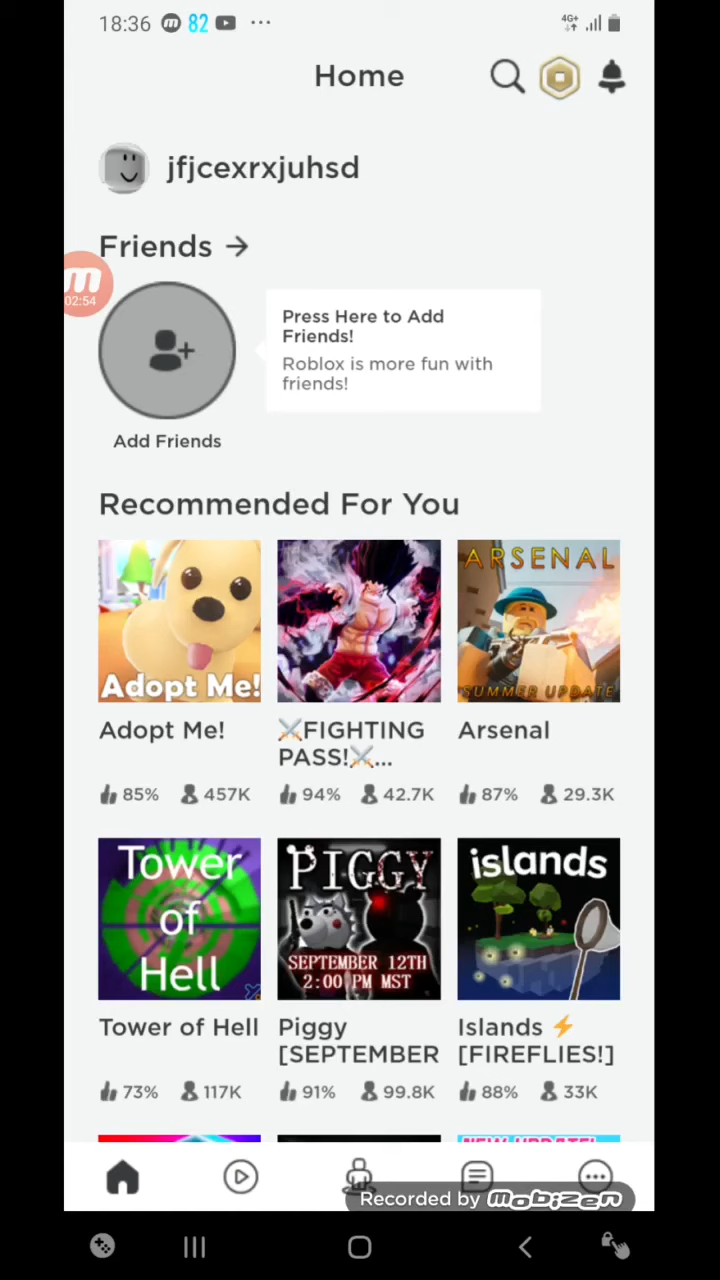 18:36 m 82 ... 4G+
Home
jfjcexrxjuhsd
Friends →
m
02:54
Press Here to Add
Friends!
Roblox is more fun with
friends!
Add Friends
Recommended For You
Adopt Me!
ARSENAL
SUMMER UPDATE
Adopt Me!
⚔️FIGHTING
PASS!⚔️...
Arsenal
85% 457K
94% 42.7K
87% 29.3K
Tower
of
Hell
PIGGY
SEPTEMBER 12TH
2:00 PM MST
islands
Tower of Hell
Piggy
[SEPTEMBER
Islands ⚡
[FIREFLIES!]
73% 117K
91% 99.8K
88% 33K
NEW UPDATE!
Recorded by mobizen